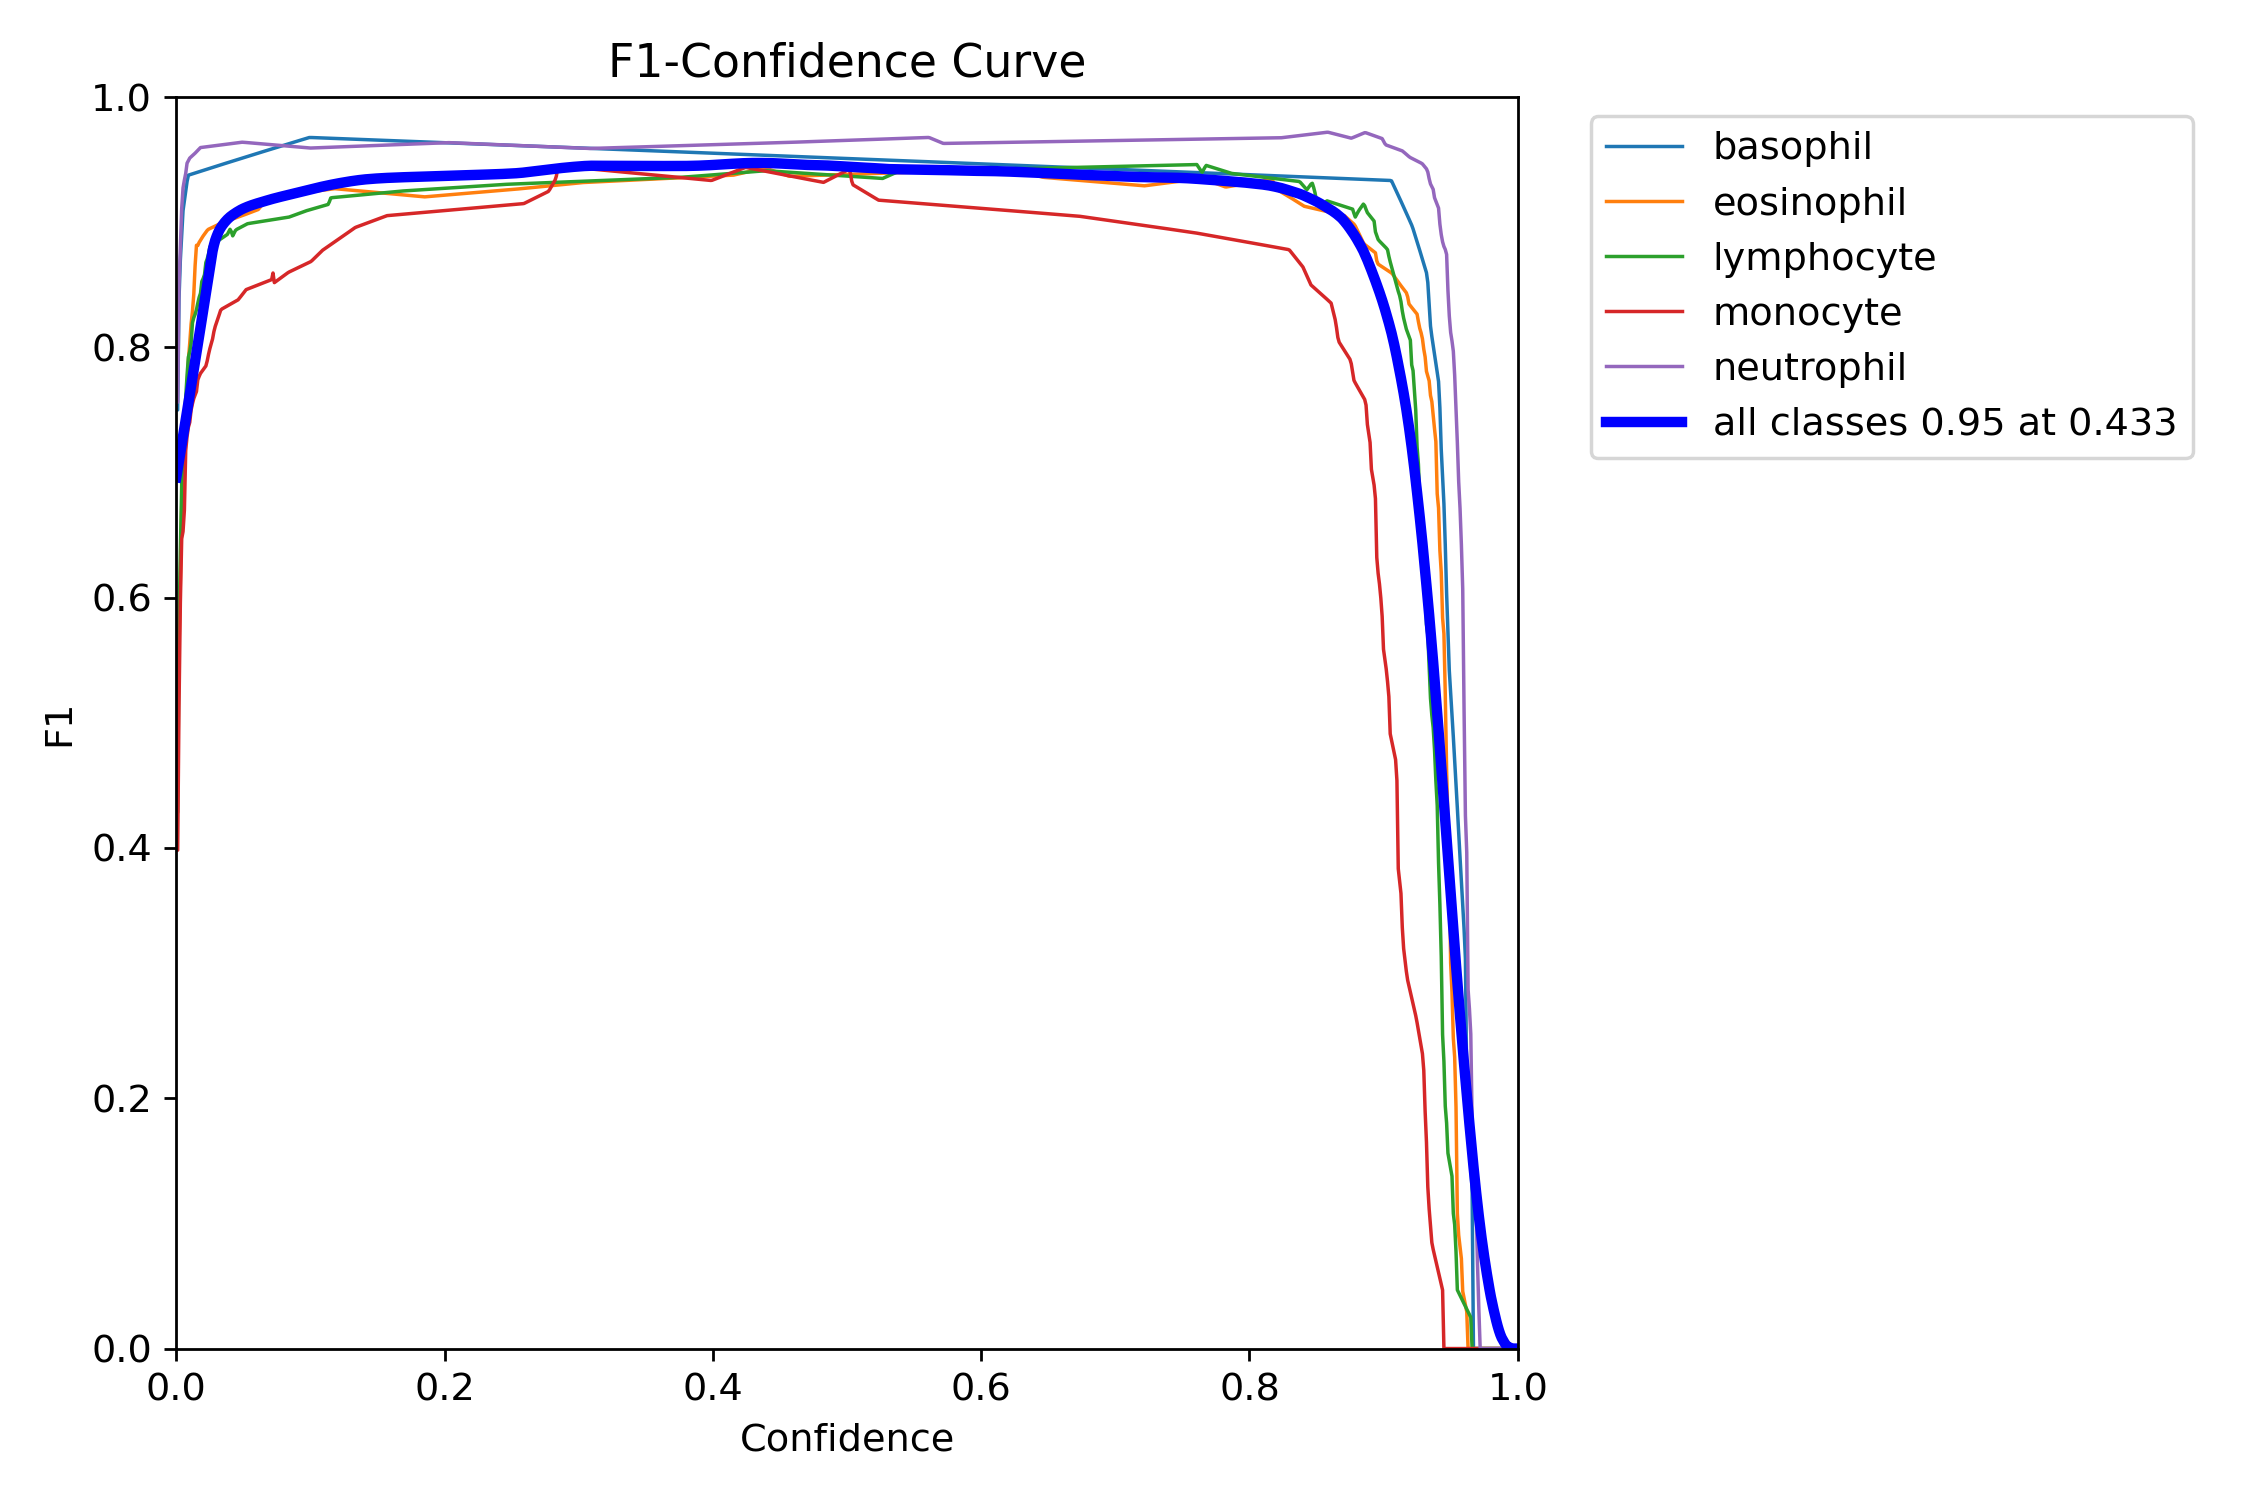 F1-Confidence Curve
1.0
0.8
0.6
0.4
0.2
0.0
F1
0.0 0.2 0.4 0.6 0.8 1.0
Confidence
basophil
eosinophil
lymphocyte
monocyte
neutrophil
all classes 0.95 at 0.433